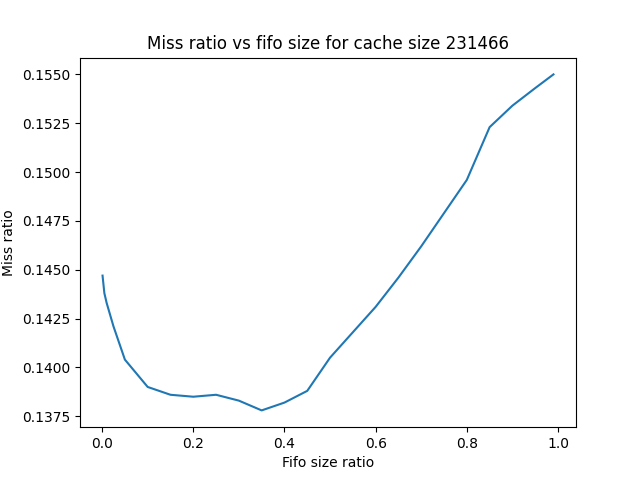 Miss ratio vs fifo size for cache size 231466
0.1550
0.1525
0.1500
0.1475
0.1450
0.1425
0.1400
0.1375
Miss ratio
0.0 0.2 0.4 0.6 0.8 1.0
Fifo size ratio